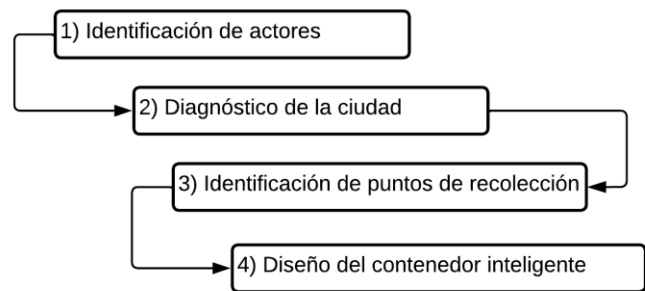 1) Identificación de actores
2) Diagnóstico de la ciudad
3) Identificación de puntos de recolección
4) Diseño del contenedor inteligente